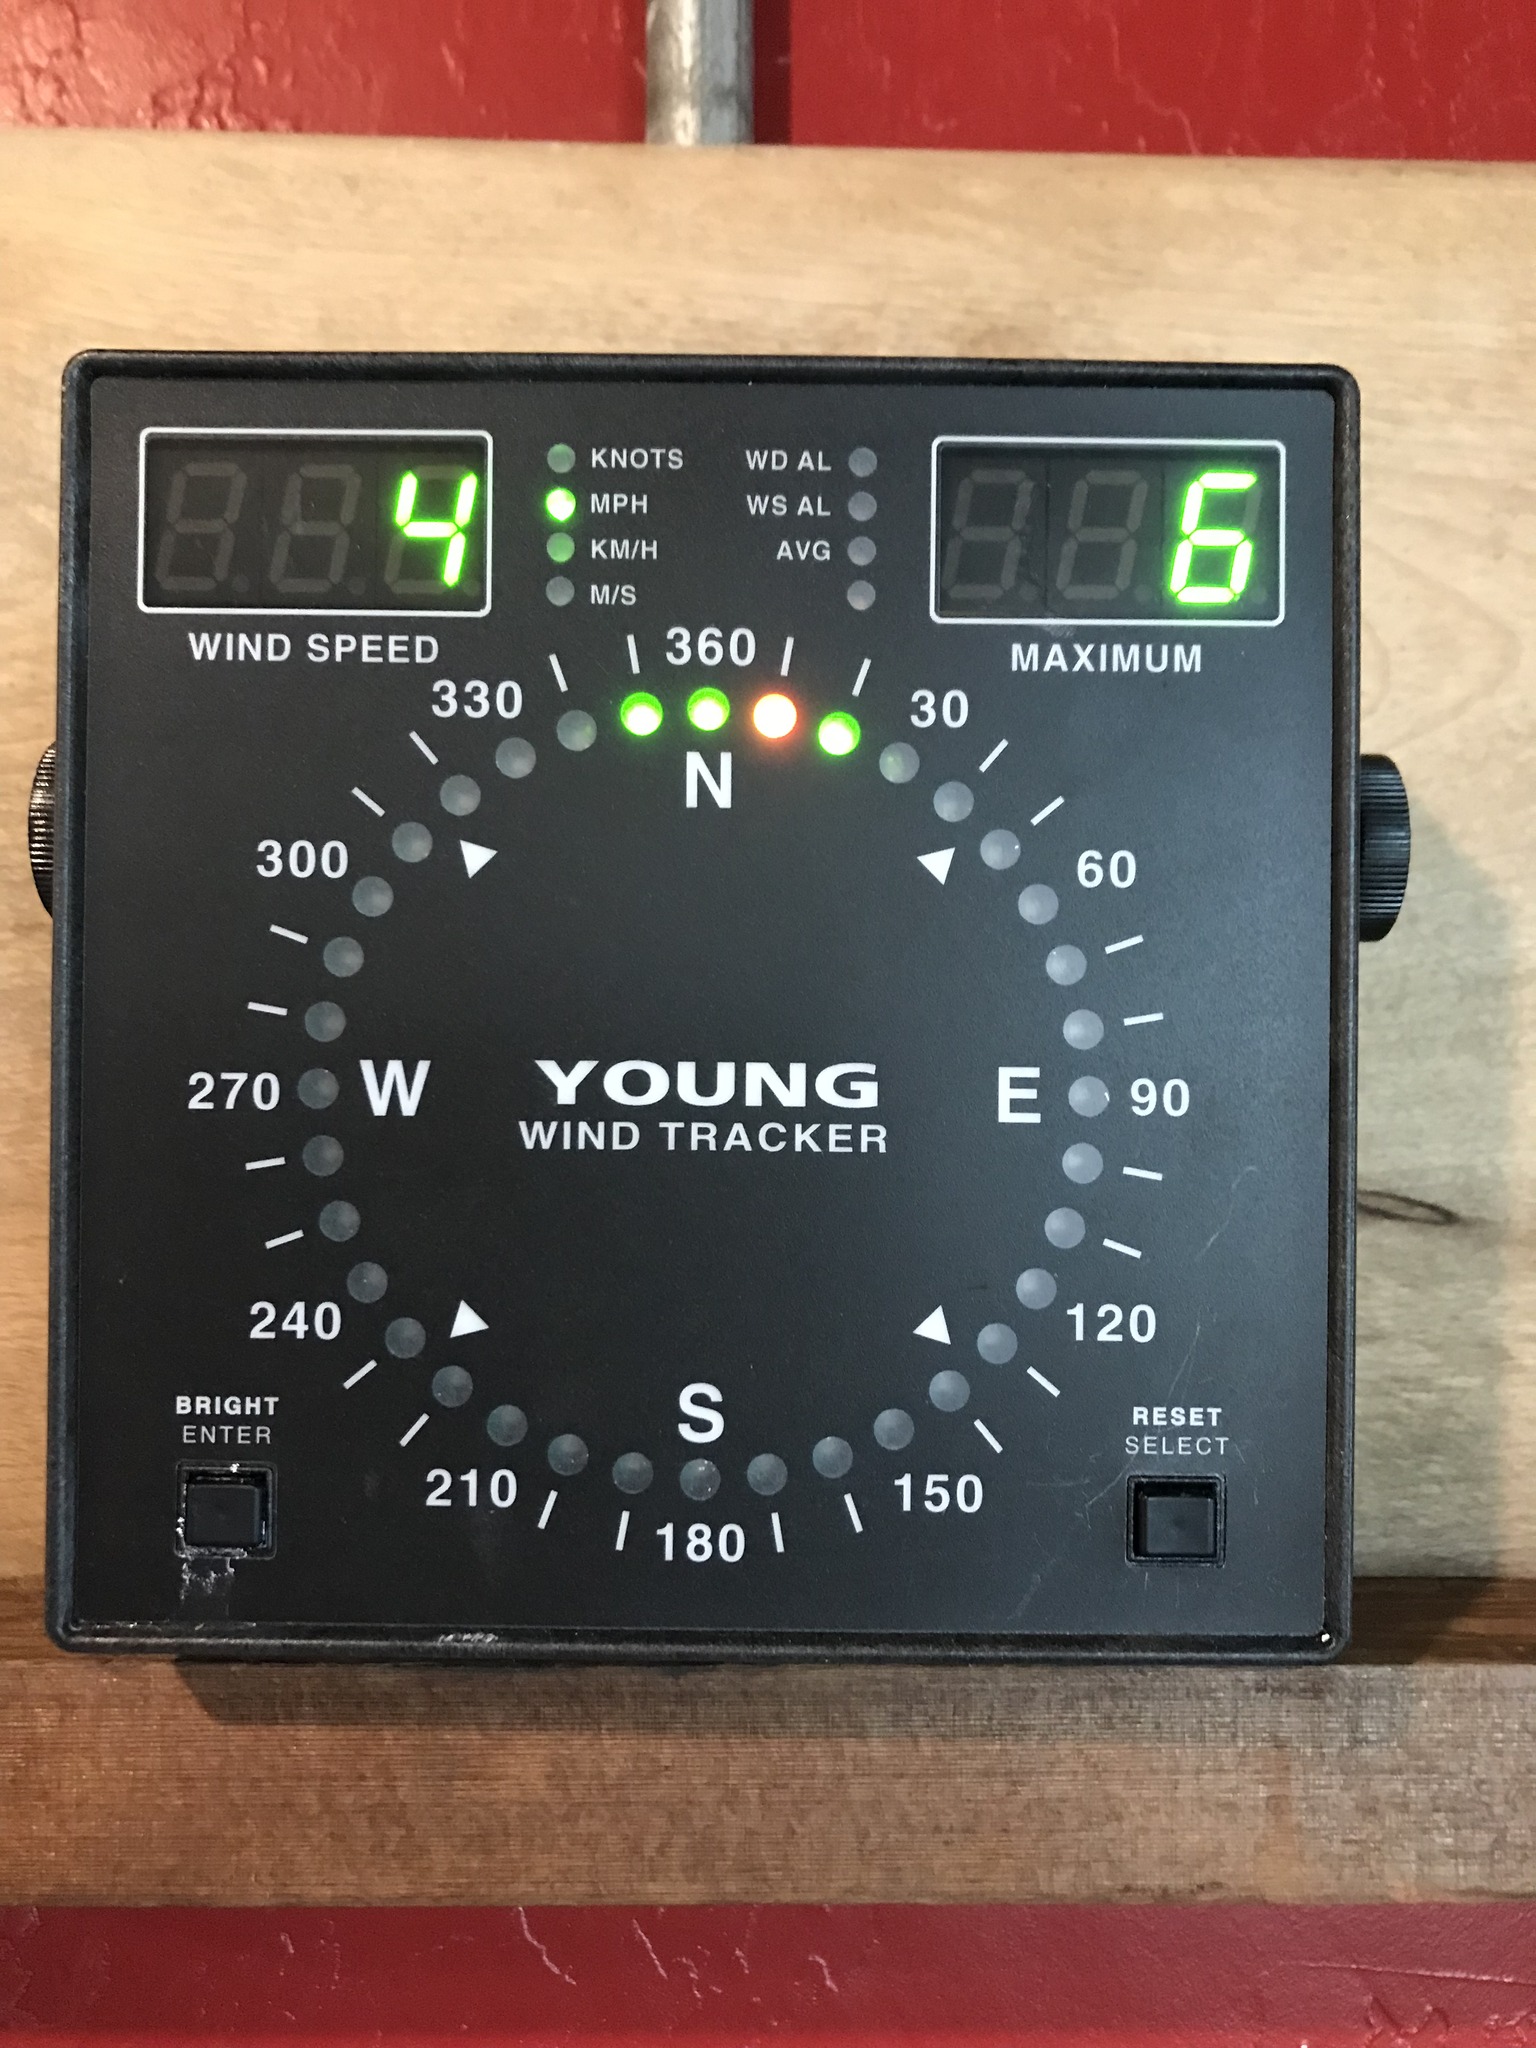 4
KNOTS
MPH
KM/H
M/S
WD AL
WS AL
AVG
6
WIND SPEED
MAXIMUM
360
330
30
N
300
60
270
W
YOUNG
WIND TRACKER
E
90
240
120
S
BRIGHT
ENTER
RESET
SELECT
210
150
180